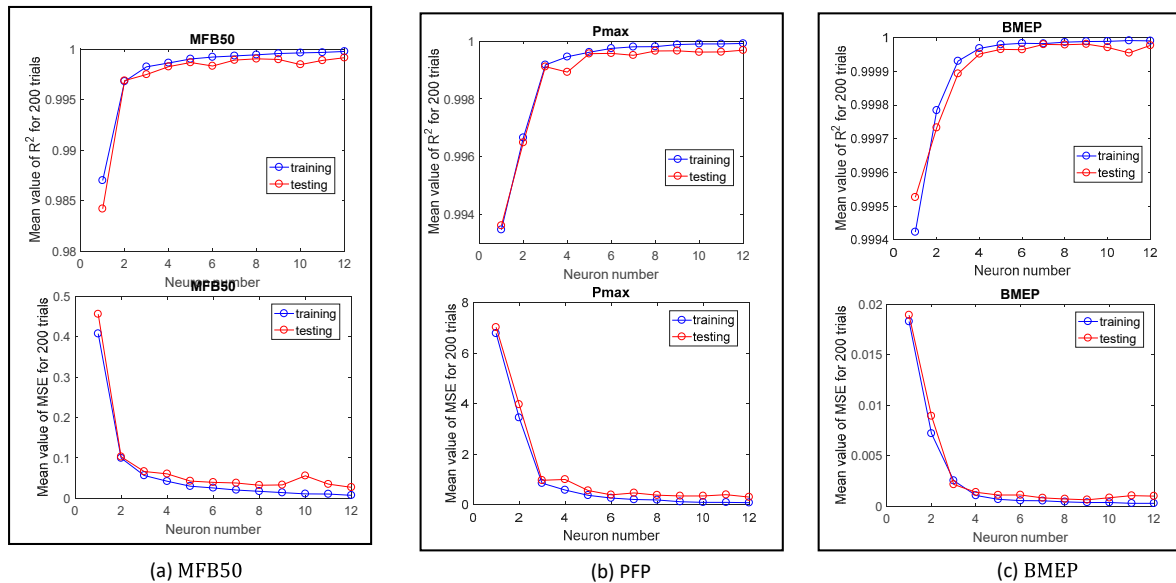 MFB50
Mean value of R² for 200 trials
1
0.995
0.99
0.985
0.98
training
testing
0 2 4 6 8 10 12
Neuron number
MFB50
Mean value of MSE for 200 trials
0.5
0.4
0.3
0.2
0.1
0
training
testing
0 2 4 6 8 10 12
Neuron number
(a) MFB50
Pmax
Mean value of R² for 200 trials
1
0.998
0.996
0.994
training
testing
0 2 4 6 8 10 12
Neuron number
Pmax
Mean value of MSE for 200 trials
8
6
4
2
0
training
testing
0 2 4 6 8 10 12
Neuron number
(b) PFP
BMEP
Mean value of R² for 200 trials
1
0.9999
0.9998
0.9997
0.9996
0.9995
0.9994
training
testing
0 2 4 6 8 10 12
Neuron number
BMEP
Mean value of MSE for 200 trials
0.02
0.015
0.01
0.005
0
training
testing
0 2 4 6 8 10 12
Neuron number
(c) BMEP